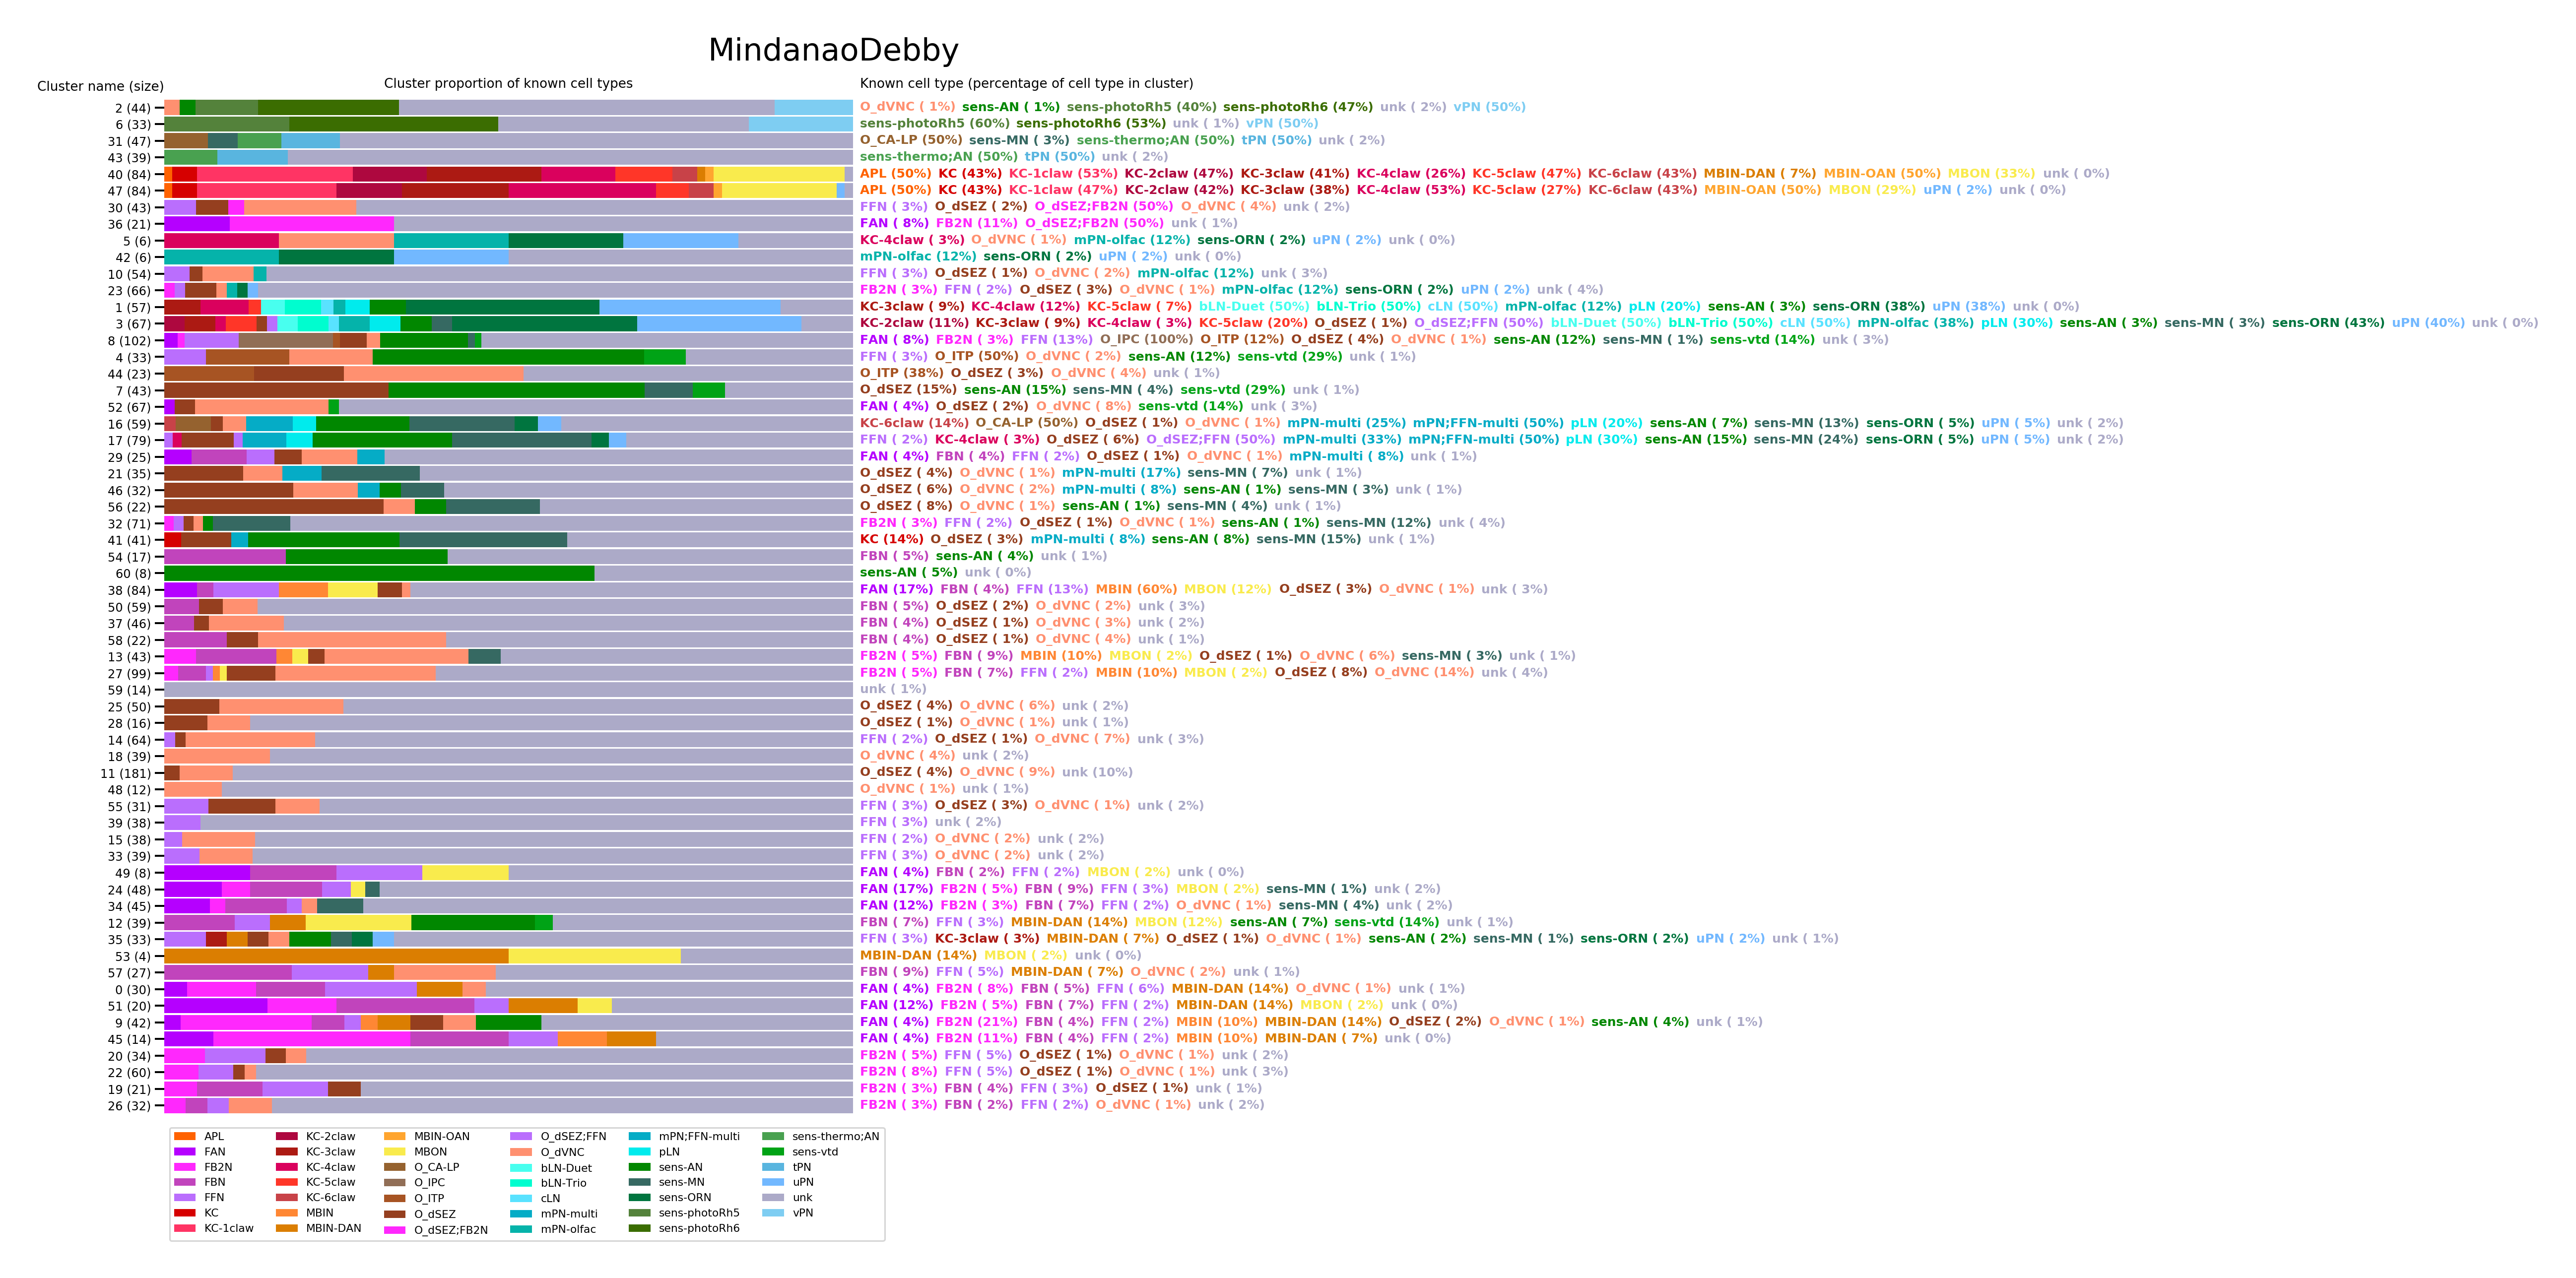 MindanaoDebby
Cluster name (size) Cluster proportion of known cell types Known cell type (percentage of cell type in cluster)
2 (44) O_dVNC ( 1%) sens-AN ( 1%) sens-photoRh5 (40%) sens-photoRh6 (47%) unk ( 2%) vPN (50%)
6 (33) sens-photoRh5 (60%) sens-photoRh6 (53%) unk ( 1%) vPN (50%)
31 (47) O_CA-LP (50%) sens-MN ( 3%) sens-thermo;AN (50%) tPN (50%) unk ( 2%)
43 (39) sens-thermo;AN (50%) tPN (50%) unk ( 2%)
40 (84) APL (50%) KC (43%) KC-1claw (53%) KC-2claw (47%) KC-3claw (41%) KC-4claw (26%) KC-5claw (47%) KC-6claw (43%) MBIN-DAN ( 7%) MBIN-OAN (50%) MBON (33%) unk ( 0%)
47 (84) APL (50%) KC (43%) KC-1claw (47%) KC-2claw (42%) KC-3claw (38%) KC-4claw (53%) KC-5claw (27%) KC-6claw (43%) MBIN-OAN (50%) MBON (29%) uPN ( 2%) unk ( 0%)
30 (43) FFN ( 3%) O_dSEZ ( 2%) O_dSEZ;FB2N (50%) O_dVNC ( 4%) unk ( 2%)
36 (21) FAN ( 8%) FB2N (11%) O_dSEZ;FB2N (50%) unk ( 1%)
5 (6) KC-4claw ( 3%) O_dVNC ( 1%) mPN-olfac (12%) sens-ORN ( 2%) uPN ( 2%) unk ( 0%)
42 (6) mPN-olfac (12%) sens-ORN ( 2%) uPN ( 2%) unk ( 0%)
10 (54) FFN ( 3%) O_dSEZ ( 1%) O_dVNC ( 2%) mPN-olfac (12%) unk ( 3%)
23 (66) FB2N ( 3%) FFN ( 2%) O_dSEZ ( 3%) O_dVNC ( 1%) mPN-olfac (12%) sens-ORN ( 2%) uPN ( 2%) unk ( 4%)
1 (57) KC-3claw ( 9%) KC-4claw (12%) KC-5claw ( 7%) bLN-Duet (50%) bLN-Trio (50%) cLN (50%) mPN-olfac (12%) pLN (20%) sens-AN ( 3%) sens-ORN (38%) uPN (38%) unk ( 0%)
3 (67) KC-2claw (11%) KC-3claw ( 9%) KC-4claw ( 3%) KC-5claw (20%) O_dSEZ ( 1%) O_dSEZ;FFN (50%) bLN-Duet (50%) bLN-Trio (50%) cLN (50%) mPN-olfac (38%) pLN (30%) sens-AN ( 3%) sens-MN ( 3%) sens-ORN (43%) uPN (40%) unk ( 0%)
8 (102) FAN ( 8%) FB2N ( 3%) FFN (13%) O_IPC (100%) O_ITP (12%) O_dSEZ ( 4%) O_dVNC ( 1%) sens-AN (12%) sens-MN ( 1%) sens-vtd (14%) unk ( 3%)
4 (33) FFN ( 3%) O_ITP (50%) O_dVNC ( 2%) sens-AN (12%) sens-vtd (29%) unk ( 1%)
44 (23) O_ITP (38%) O_dSEZ ( 3%) O_dVNC ( 4%) unk ( 1%)
7 (43) O_dSEZ (15%) sens-AN (15%) sens-MN ( 4%) sens-vtd (29%) unk ( 1%)
52 (67) FAN ( 4%) O_dSEZ ( 2%) O_dVNC ( 8%) sens-vtd (14%) unk ( 3%)
16 (59) KC-6claw (14%) O_CA-LP (50%) O_dSEZ ( 1%) O_dVNC ( 1%) mPN-multi (25%) mPN;FFN-multi (50%) pLN (20%) sens-AN ( 7%) sens-MN (13%) sens-ORN ( 5%) uPN ( 5%) unk ( 2%)
17 (79) FFN ( 2%) KC-4claw ( 3%) O_dSEZ ( 6%) O_dSEZ;FFN (50%) mPN-multi (33%) mPN;FFN-multi (50%) pLN (30%) sens-AN (15%) sens-MN (24%) sens-ORN ( 5%) uPN ( 5%) unk ( 2%)
29 (25) FAN ( 4%) FBN ( 4%) FFN ( 2%) O_dSEZ ( 1%) O_dVNC ( 1%) mPN-multi ( 8%) unk ( 1%)
21 (35) O_dSEZ ( 4%) O_dVNC ( 1%) mPN-multi (17%) sens-MN ( 7%) unk ( 1%)
46 (32) O_dSEZ ( 6%) O_dVNC ( 2%) mPN-multi ( 8%) sens-AN ( 1%) sens-MN ( 3%) unk ( 1%)
56 (22) O_dSEZ ( 8%) O_dVNC ( 1%) sens-AN ( 1%) sens-MN ( 4%) unk ( 1%)
32 (71) FB2N ( 3%) FFN ( 2%) O_dSEZ ( 1%) O_dVNC ( 1%) sens-AN ( 1%) sens-MN (12%) unk ( 4%)
41 (41) KC (14%) O_dSEZ ( 3%) mPN-multi ( 8%) sens-AN ( 8%) sens-MN (15%) unk ( 1%)
54 (17) FBN ( 5%) sens-AN ( 4%) unk ( 1%)
60 (8) sens-AN ( 5%) unk ( 0%)
38 (84) FAN (17%) FBN ( 4%) FFN (13%) MBIN (60%) MBON (12%) O_dSEZ ( 3%) O_dVNC ( 1%) unk ( 3%)
50 (59) FBN ( 5%) O_dSEZ ( 2%) O_dVNC ( 2%) unk ( 3%)
37 (46) FBN ( 4%) O_dSEZ ( 1%) O_dVNC ( 3%) unk ( 2%)
58 (22) FBN ( 4%) O_dSEZ ( 1%) O_dVNC ( 4%) unk ( 1%)
13 (43) FB2N ( 5%) FBN ( 9%) MBIN (10%) MBON ( 2%) O_dSEZ ( 1%) O_dVNC ( 6%) sens-MN ( 3%) unk ( 1%)
27 (99) FB2N ( 5%) FBN ( 7%) FFN ( 2%) MBIN (10%) MBON ( 2%) O_dSEZ ( 8%) O_dVNC (14%) unk ( 4%)
59 (14) unk ( 1%)
25 (50) O_dSEZ ( 4%) O_dVNC ( 6%) unk ( 2%)
28 (16) O_dSEZ ( 1%) O_dVNC ( 1%) unk ( 1%)
14 (64) FFN ( 2%) O_dSEZ ( 1%) O_dVNC ( 7%) unk ( 3%)
18 (39) O_dVNC ( 4%) unk ( 2%)
11 (181) O_dSEZ ( 4%) O_dVNC ( 9%) unk (10%)
48 (12) O_dVNC ( 1%) unk ( 1%)
55 (31) FFN ( 3%) O_dSEZ ( 3%) O_dVNC ( 1%) unk ( 2%)
39 (38) FFN ( 3%) unk ( 2%)
15 (38) FFN ( 2%) O_dVNC ( 2%) unk ( 2%)
33 (39) FFN ( 3%) O_dVNC ( 2%) unk ( 2%)
49 (8) FAN ( 4%) FBN ( 2%) FFN ( 2%) MBON ( 2%) unk ( 0%)
24 (48) FAN (17%) FB2N ( 5%) FBN ( 9%) FFN ( 3%) MBON ( 2%) sens-MN ( 1%) unk ( 2%)
34 (45) FAN (12%) FB2N ( 3%) FBN ( 7%) FFN ( 2%) O_dVNC ( 1%) sens-MN ( 4%) unk ( 2%)
12 (39) FBN ( 7%) FFN ( 3%) MBIN-DAN (14%) MBON (12%) sens-AN ( 7%) sens-vtd (14%) unk ( 1%)
35 (33) FFN ( 3%) KC-3claw ( 3%) MBIN-DAN ( 7%) O_dSEZ ( 1%) O_dVNC ( 1%) sens-AN ( 2%) sens-MN ( 1%) sens-ORN ( 2%) uPN ( 2%) unk ( 1%)
53 (4) MBIN-DAN (14%) MBON ( 2%) unk ( 0%)
57 (27) FBN ( 9%) FFN ( 5%) MBIN-DAN ( 7%) O_dVNC ( 2%) unk ( 1%)
0 (30) FAN ( 4%) FB2N ( 8%) FBN ( 5%) FFN ( 6%) MBIN-DAN (14%) O_dVNC ( 1%) unk ( 1%)
51 (20) FAN (12%) FB2N ( 5%) FBN ( 7%) FFN ( 2%) MBIN-DAN (14%) MBON ( 2%) unk ( 0%)
9 (42) FAN ( 4%) FB2N (21%) FBN ( 4%) FFN ( 2%) MBIN (10%) MBIN-DAN (14%) O_dSEZ ( 2%) O_dVNC ( 1%) sens-AN ( 4%) unk ( 1%)
45 (14) FAN ( 4%) FB2N (11%) FBN ( 4%) FFN ( 2%) MBIN (10%) MBIN-DAN ( 7%) unk ( 0%)
20 (34) FB2N ( 5%) FFN ( 5%) O_dSEZ ( 1%) O_dVNC ( 1%) unk ( 2%)
22 (60) FB2N ( 8%) FFN ( 5%) O_dSEZ ( 1%) O_dVNC ( 1%) unk ( 3%)
19 (21) FB2N ( 3%) FBN ( 4%) FFN ( 3%) O_dSEZ ( 1%) unk ( 1%)
26 (32) FB2N ( 3%) FBN ( 2%) FFN ( 2%) O_dVNC ( 1%) unk ( 2%)
APL KC-2claw MBIN-OAN O_dSEZ;FFN mPN;FFN-multi sens-thermo;AN
FAN KC-3claw MBON O_dVNC pLN sens-vtd
FB2N KC-4claw O_CA-LP bLN-Duet sens-AN tPN
FBN KC-5claw O_IPC bLN-Trio sens-MN uPN
FFN KC-6claw O_ITP cLN sens-ORN unk
KC MBIN O_dSEZ mPN-multi sens-photoRh5 vPN
KC-1claw MBIN-DAN O_dSEZ;FB2N mPN-olfac sens-photoRh6